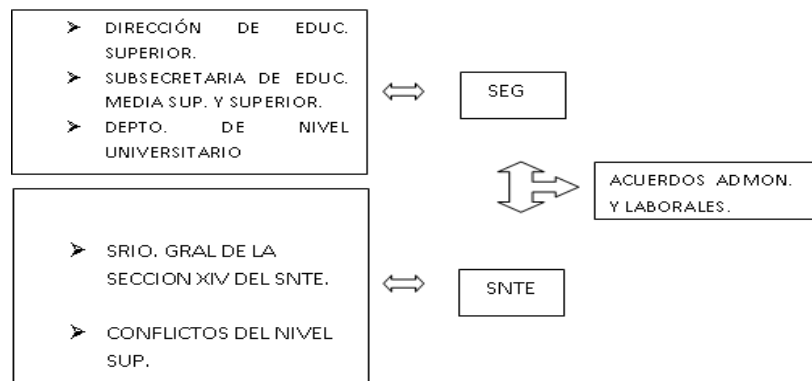 ➤ DIRECCIÓN DE EDUC.
SUPERIOR.
➤ SUBSECRETARIA DE EDUC.
MEDIA SUP. Y SUPERIOR.
➤ DEPTO. DE NIVEL
UNIVERSITARIO
SEG
ACUERDOS ADMON.
Y LABORALES.
➤ SRIO. GRAL DE LA
SECCION XIV DEL SNTE.
➤ CONFLICTOS DEL NIVEL
SUP.
SNTE